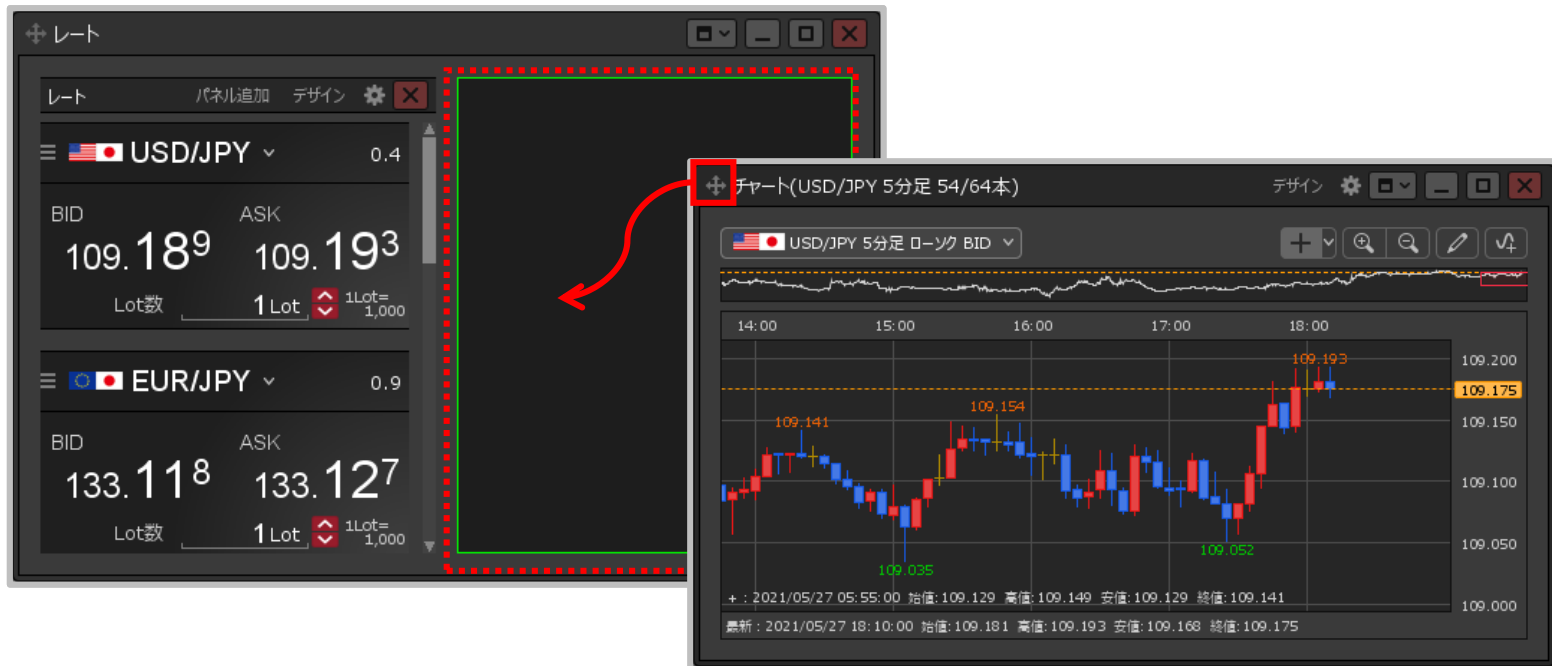 レート
レート パネル追加 デザイン
USD/JPY 0.4
BID ASK
109.189 109.193
Lot数 1 Lot 1Lot=
1,000
EUR/JPY 0.9
BID ASK
133.118 133.127
Lot数 1 Lot 1Lot=
1,000
チャート(USD/JPY 5分足 54/64本) デザイン
USD/JPY 5分足 ローソク BID
14:00 15:00 16:00 17:00 18:00
109.193
109.200
109.175
109.154
109.141
109.150
109.100
109.052
109.050
109.035
+ : 2021/05/27 05:55:00 始値:109.129 高値:109.149 安値:109.129 終値:109.141
109.000
最新 : 2021/05/27 18:10:00 始値:109.181 高値:109.193 安値:109.168 終値:109.175